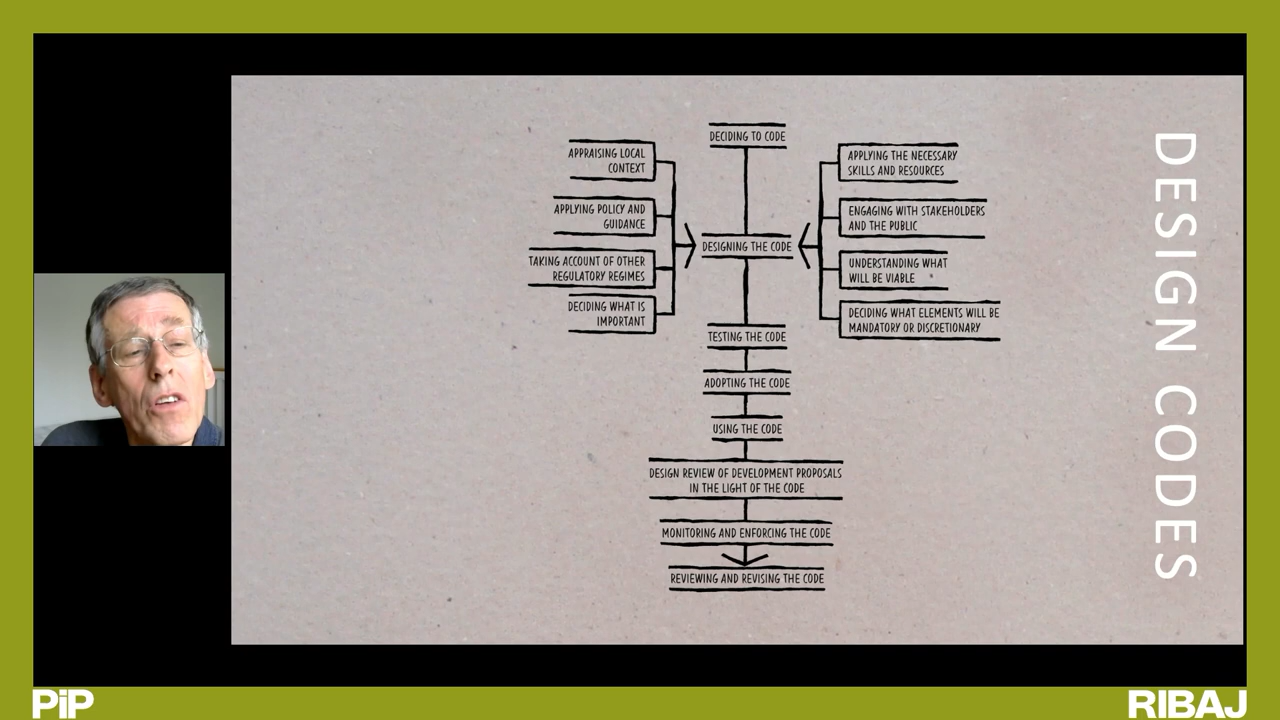 DECIDING TO CODE
APPRAISING LOCAL
CONTEXT
APPLYING POLICY AND
GUIDANCE
TAKING ACCOUNT OF OTHER
REGULATORY REGIMES
DECIDING WHAT IS
IMPORTANT
DESIGNING THE CODE
APPLYING THE NECESSARY
SKILLS AND RESOURCES
ENGAGING WITH STAKEHOLDERS
AND THE PUBLIC
UNDERSTANDING WHAT
WILL BE VIABLE
DECIDING WHAT ELEMENTS WILL BE
MANDATORY OR DISCRETIONARY
TESTING THE CODE
ADOPTING THE CODE
USING THE CODE
DESIGN REVIEW OF DEVELOPMENT PROPOSALS
IN THE LIGHT OF THE CODE
MONITORING AND ENFORCING THE CODE
REVIEWING AND REVISING THE CODE
DESIGN CODES
PiP
RIBAJ